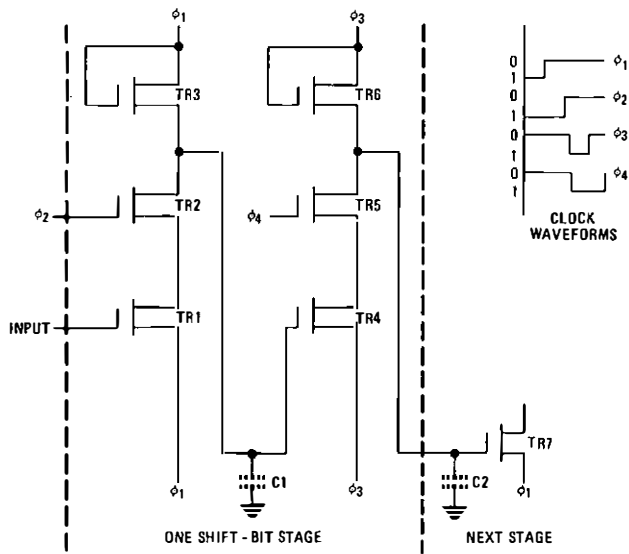 ϕ1
ϕ3
TR3
TR6
0
1
ϕ1
0
1
ϕ2
0
1
ϕ3
0
1
ϕ4
CLOCK
WAVEFORMS
ϕ2
TR2
ϕ4
TR5
INPUT
TR1
TR4
TR7
C1
C2
ϕ1
ϕ3
ϕ1
ONE SHIFT - BIT STAGE
NEXT STAGE